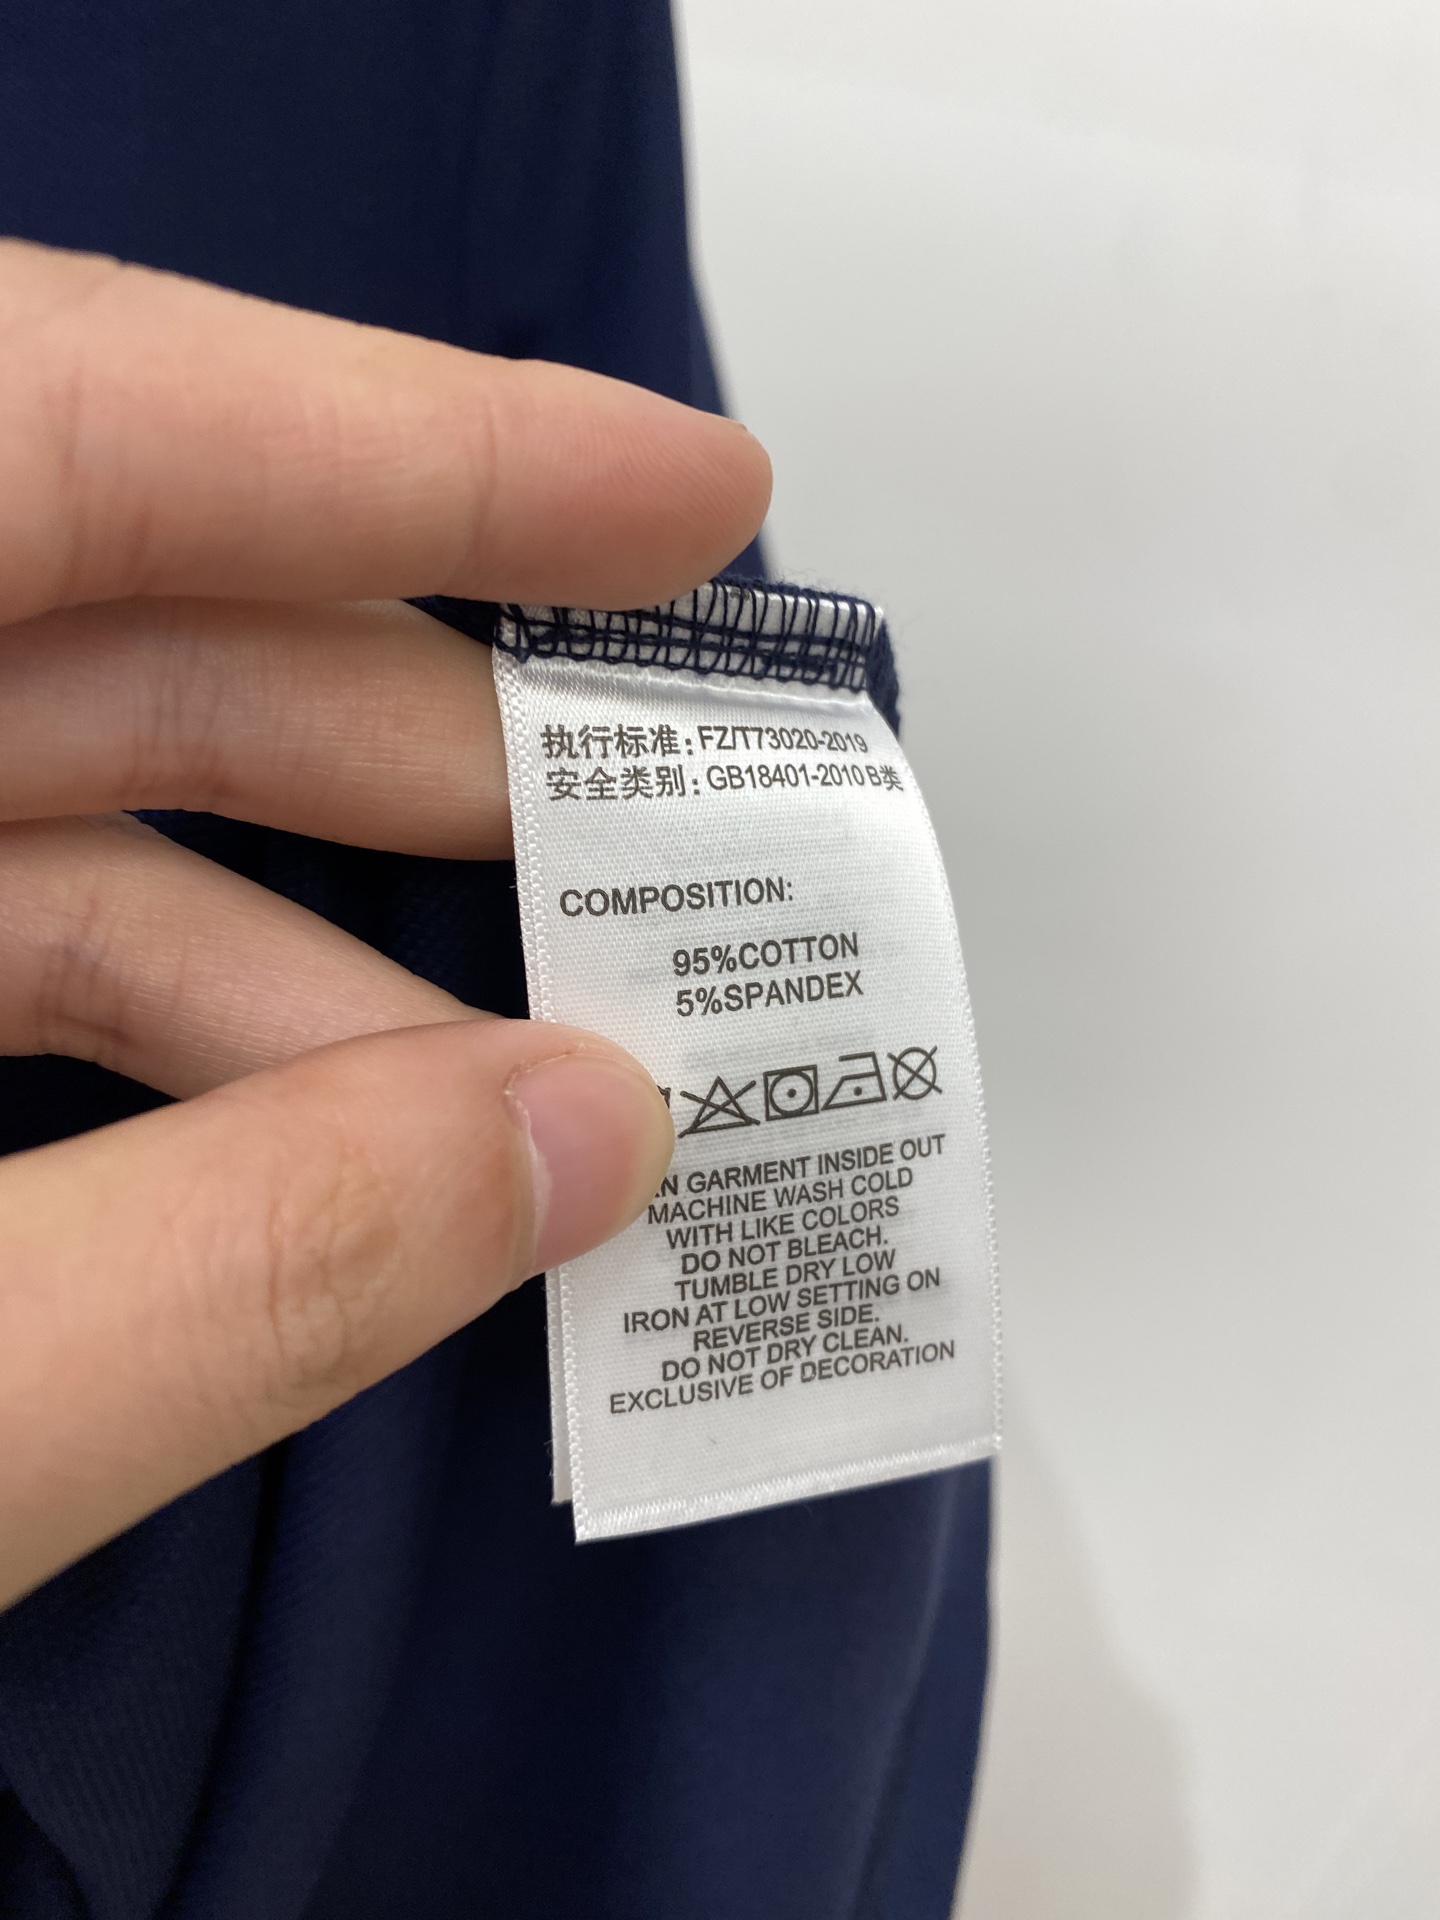 执行标准：FZ/T73020-2019
安全类别：GB18401-2010 B类
COMPOSITION:
95%COTTON
5%SPANDEX
GARMENT INSIDE OUT
MACHINE WASH COLD
WITH LIKE COLORS
DO NOT BLEACH.
TUMBLE DRY LOW
IRON AT LOW SETTING ON
REVERSE SIDE.
DO NOT DRY CLEAN.
EXCLUSIVE OF DECORATION